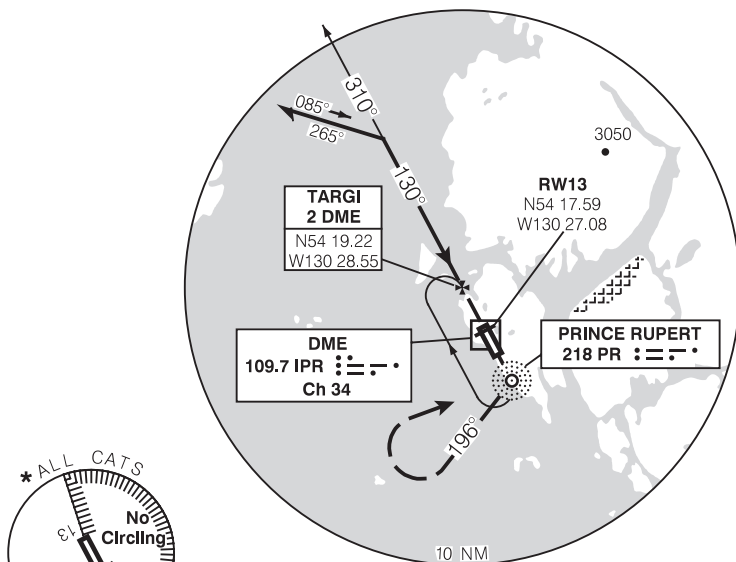 310°
085°
265°
130°
3050
TARGI
2 DME
N54 19.22
W130 28.55
RW13
N54 17.59
W130 27.08
DME
109.7 IPR
Ch 34
PRINCE RUPERT
218 PR
196°
10 NM
* ALL CATS
No
Circling
13